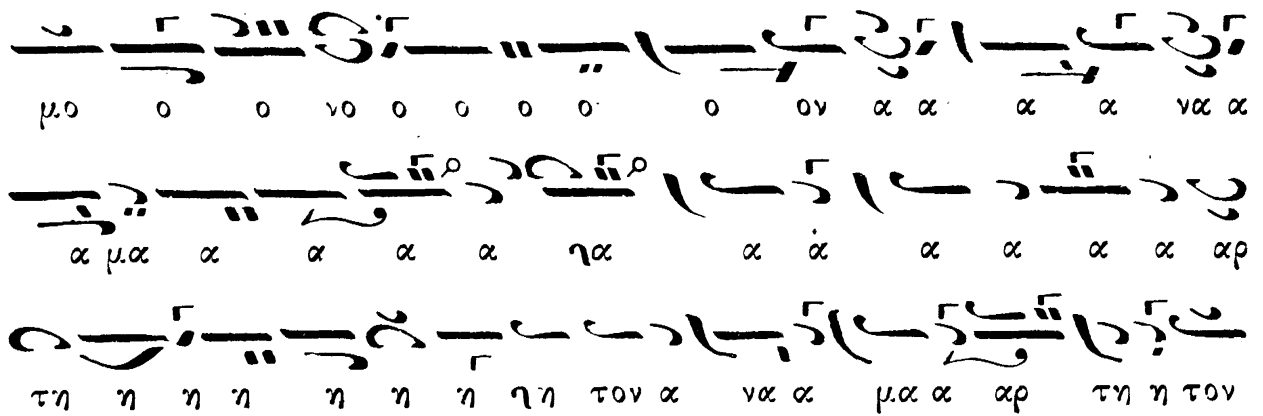 μο ο ο νο ο ο ο ο ο ον α α α α να α
α μα α α α α ηα α α α α α α αρ
τη η η η η η η ηη τον α να α μα α αρ τη η τον